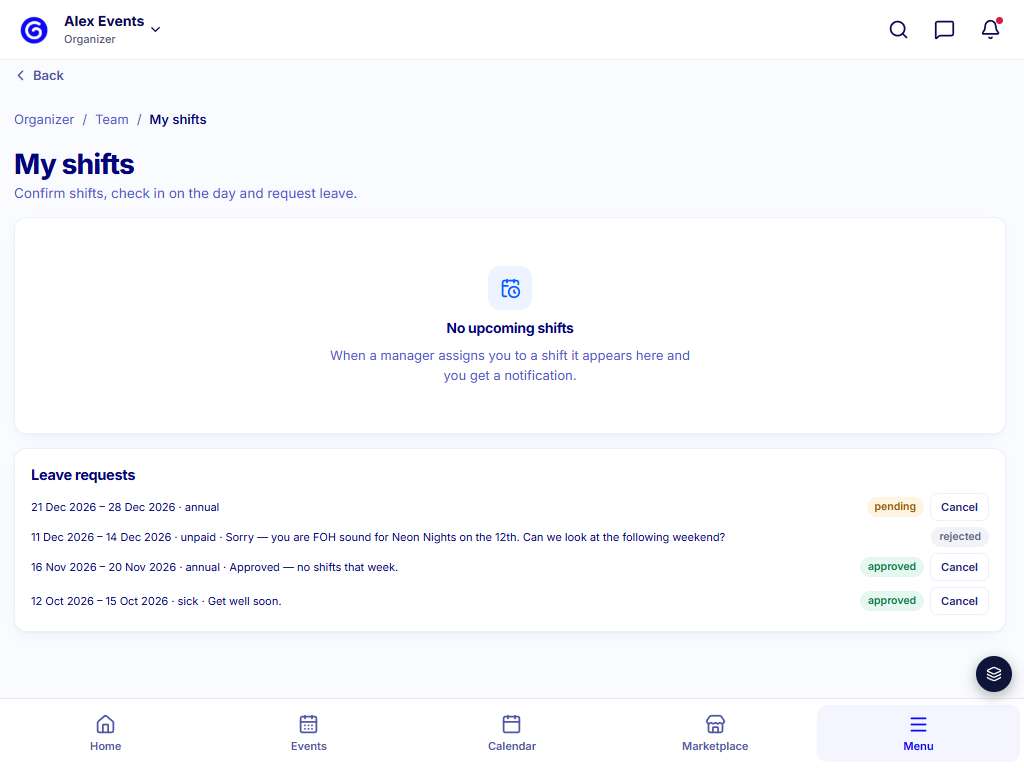 Alex Events
Organizer
Back
Organizer / Team / My shifts
My shifts
Confirm shifts, check in on the day and request leave.
No upcoming shifts
When a manager assigns you to a shift it appears here and
you get a notification.
Leave requests
21 Dec 2026 – 28 Dec 2026 · annual pending Cancel
11 Dec 2026 – 14 Dec 2026 · unpaid · Sorry — you are FOH sound for Neon Nights on the 12th. Can we look at the following weekend? rejected
16 Nov 2026 – 20 Nov 2026 · annual · Approved — no shifts that week. approved Cancel
12 Oct 2026 – 15 Oct 2026 · sick · Get well soon. approved Cancel
Home Events Calendar Marketplace Menu